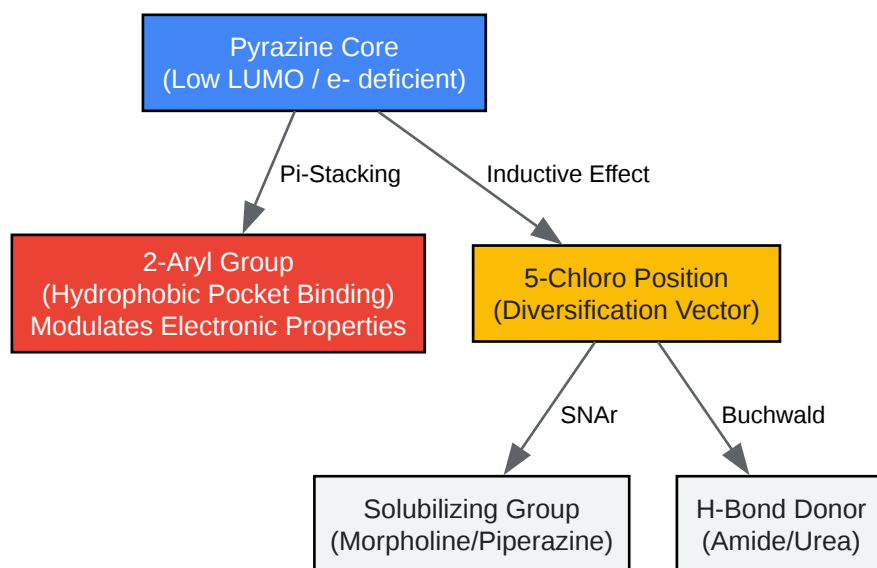 Pyrazine Core
(Low LUMO / e- deficient)
Pi-Stacking
Inductive Effect
2-Aryl Group
(Hydrophobic Pocket Binding)
Modulates Electronic Properties
5-Chloro Position
(Diversification Vector)
SNAr
Buchwald
Solubilizing Group
(Morpholine/Piperazine)
H-Bond Donor
(Amide/Urea)